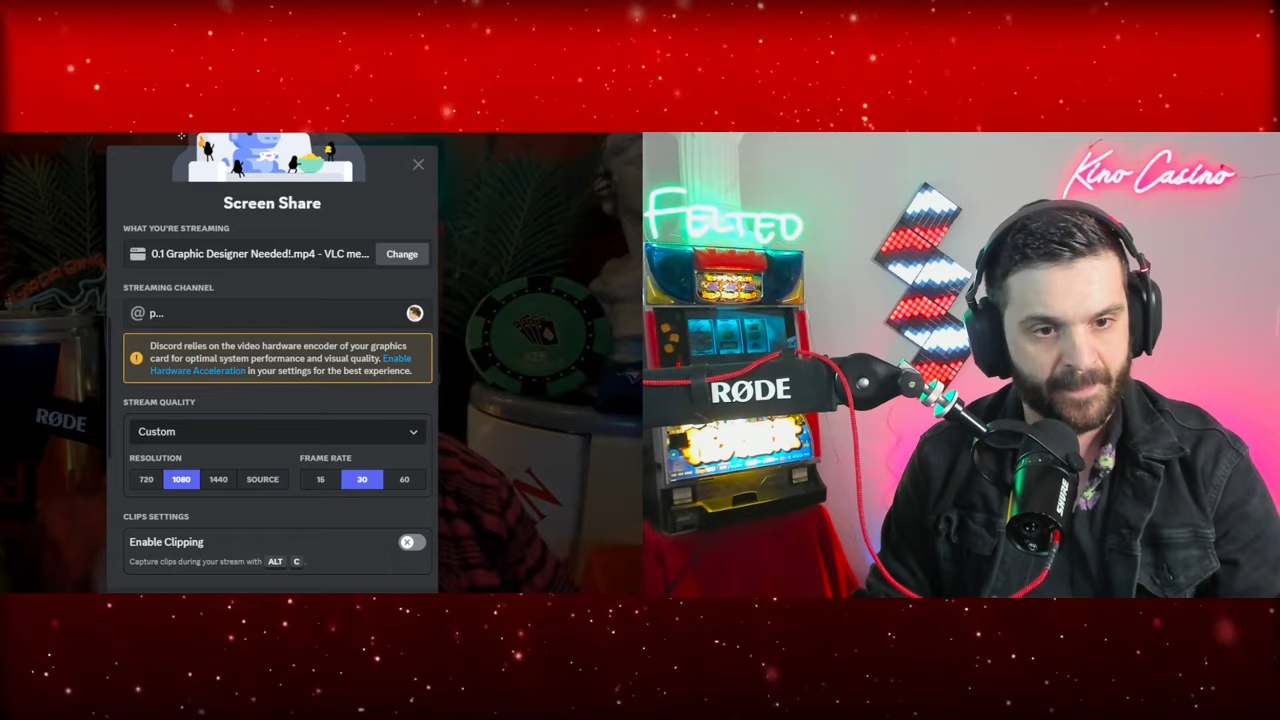 Screen Share
WHAT YOU'RE STREAMING
0.1 Graphic Designer Needed!.mp4 - VLC me...
Change
STREAMING CHANNEL
@ p...
Discord relies on the video hardware encoder of your graphics
card for optimal system performance and visual quality. Enable
Hardware Acceleration in your settings for the best experience.
STREAM QUALITY
Custom
RESOLUTION
FRAME RATE
720 1080 1440 SOURCE
15 30 60
CLIPS SETTINGS
Enable Clipping
Capture clips during your stream with ALT C .
RØDE
Kino Casino
FELTED
RØDE
SHURE